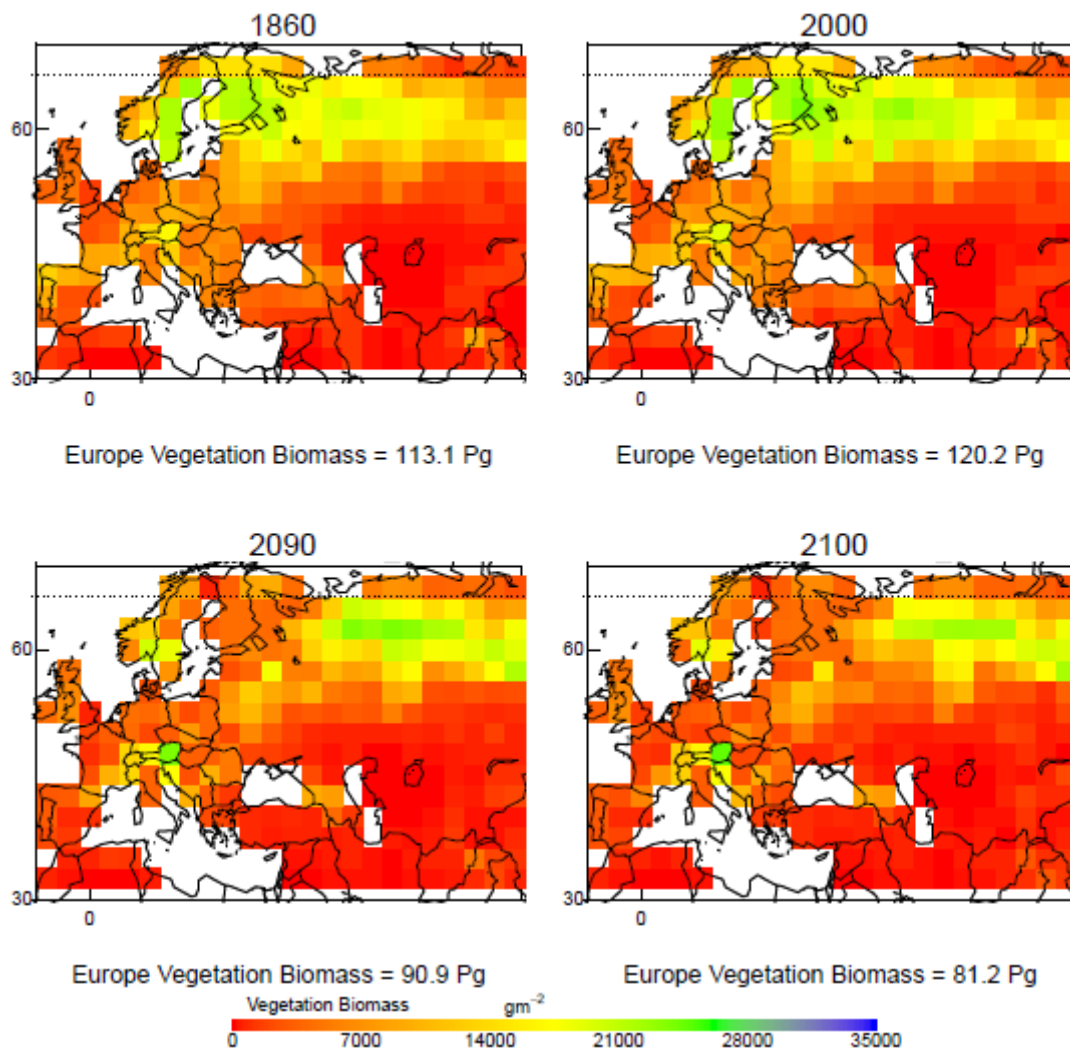 1860
2000
60
30
0
60
30
0
Europe Vegetation Biomass = 113.1 Pg
Europe Vegetation Biomass = 120.2 Pg
2090
2100
60
30
0
60
30
0
Europe Vegetation Biomass = 90.9 Pg
Europe Vegetation Biomass = 81.2 Pg
Vegetation Biomass gm⁻²
0 7000 14000 21000 28000 35000